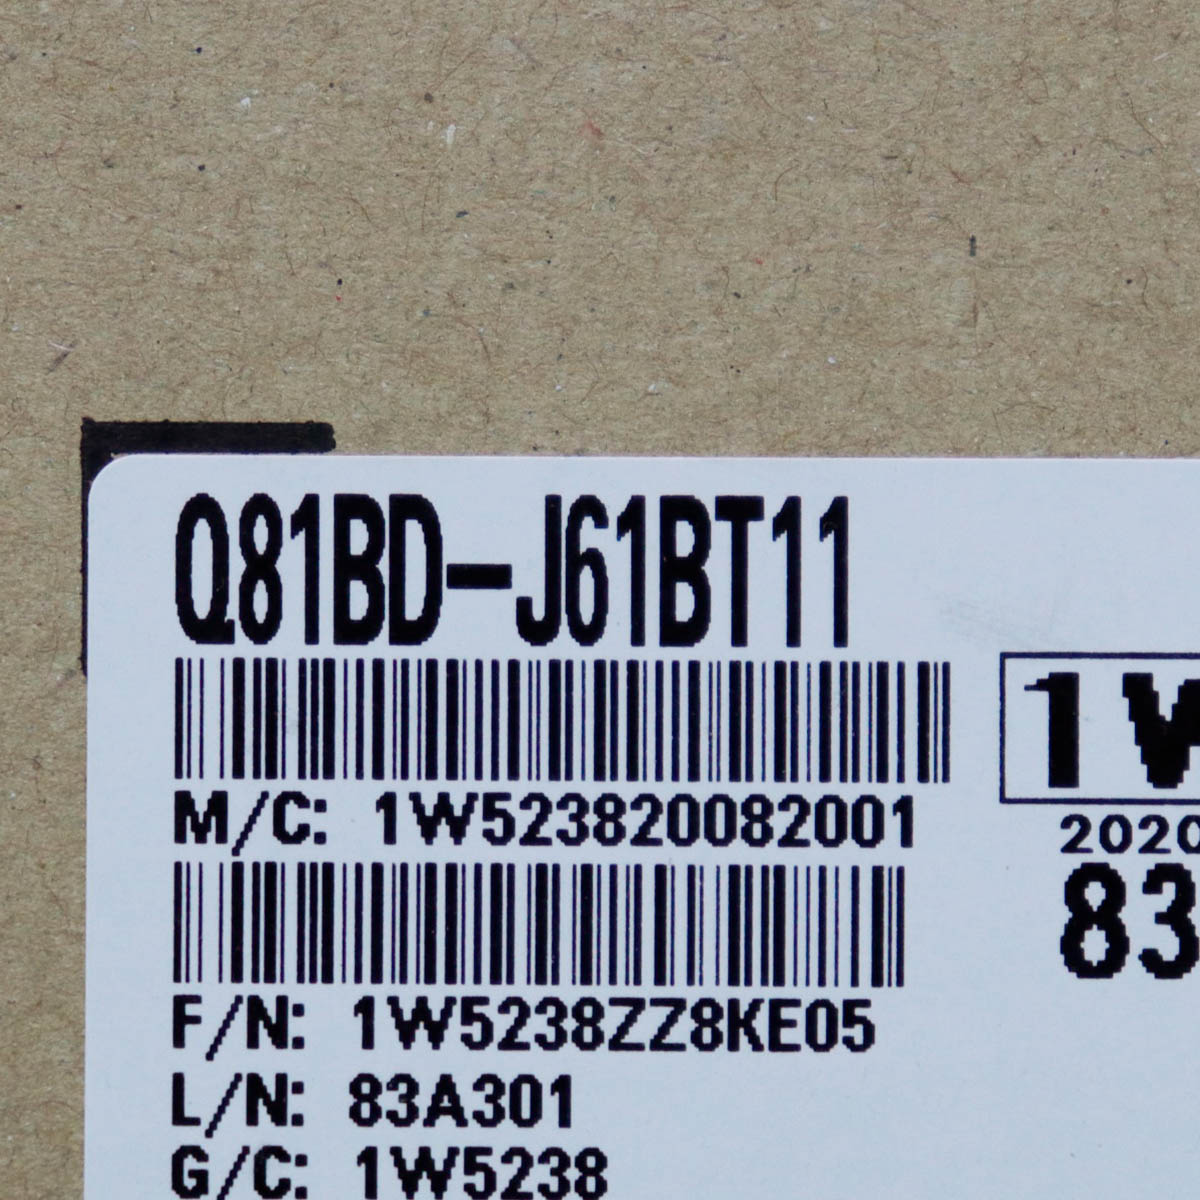 Q81BD-J61BT11
1W
M/C: 1W523820082001
2020
83
F/N: 1W5238ZZ8KE05
L/N: 83A301
G/C: 1W5238